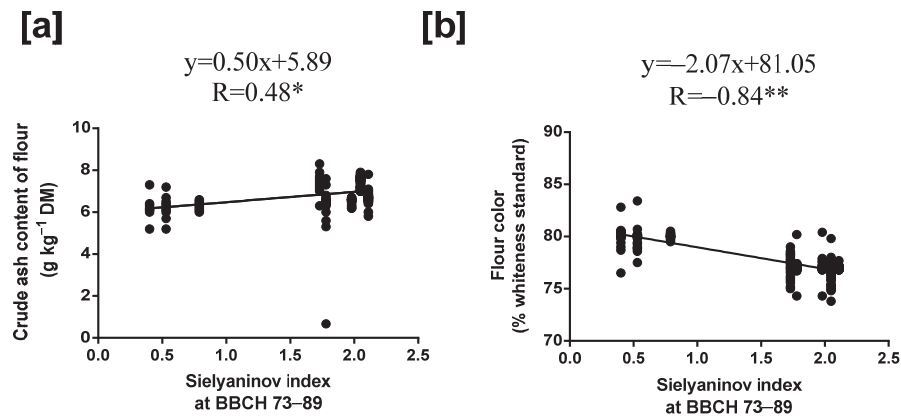 [a]
y=0.50x+5.89
R=0.48*
Crude ash content of flour
(g kg⁻¹ DM)
10
8
6
4
2
0
0.0 0.5 1.0 1.5 2.0 2.5
Sielyaninov index
at BBCH 73–89
[b]
y=–2.07x+81.05
R=–0.84**
Flour color
(% whiteness standard)
90
85
80
75
70
0.0 0.5 1.0 1.5 2.0 2.5
Sielyaninov index
at BBCH 73–89